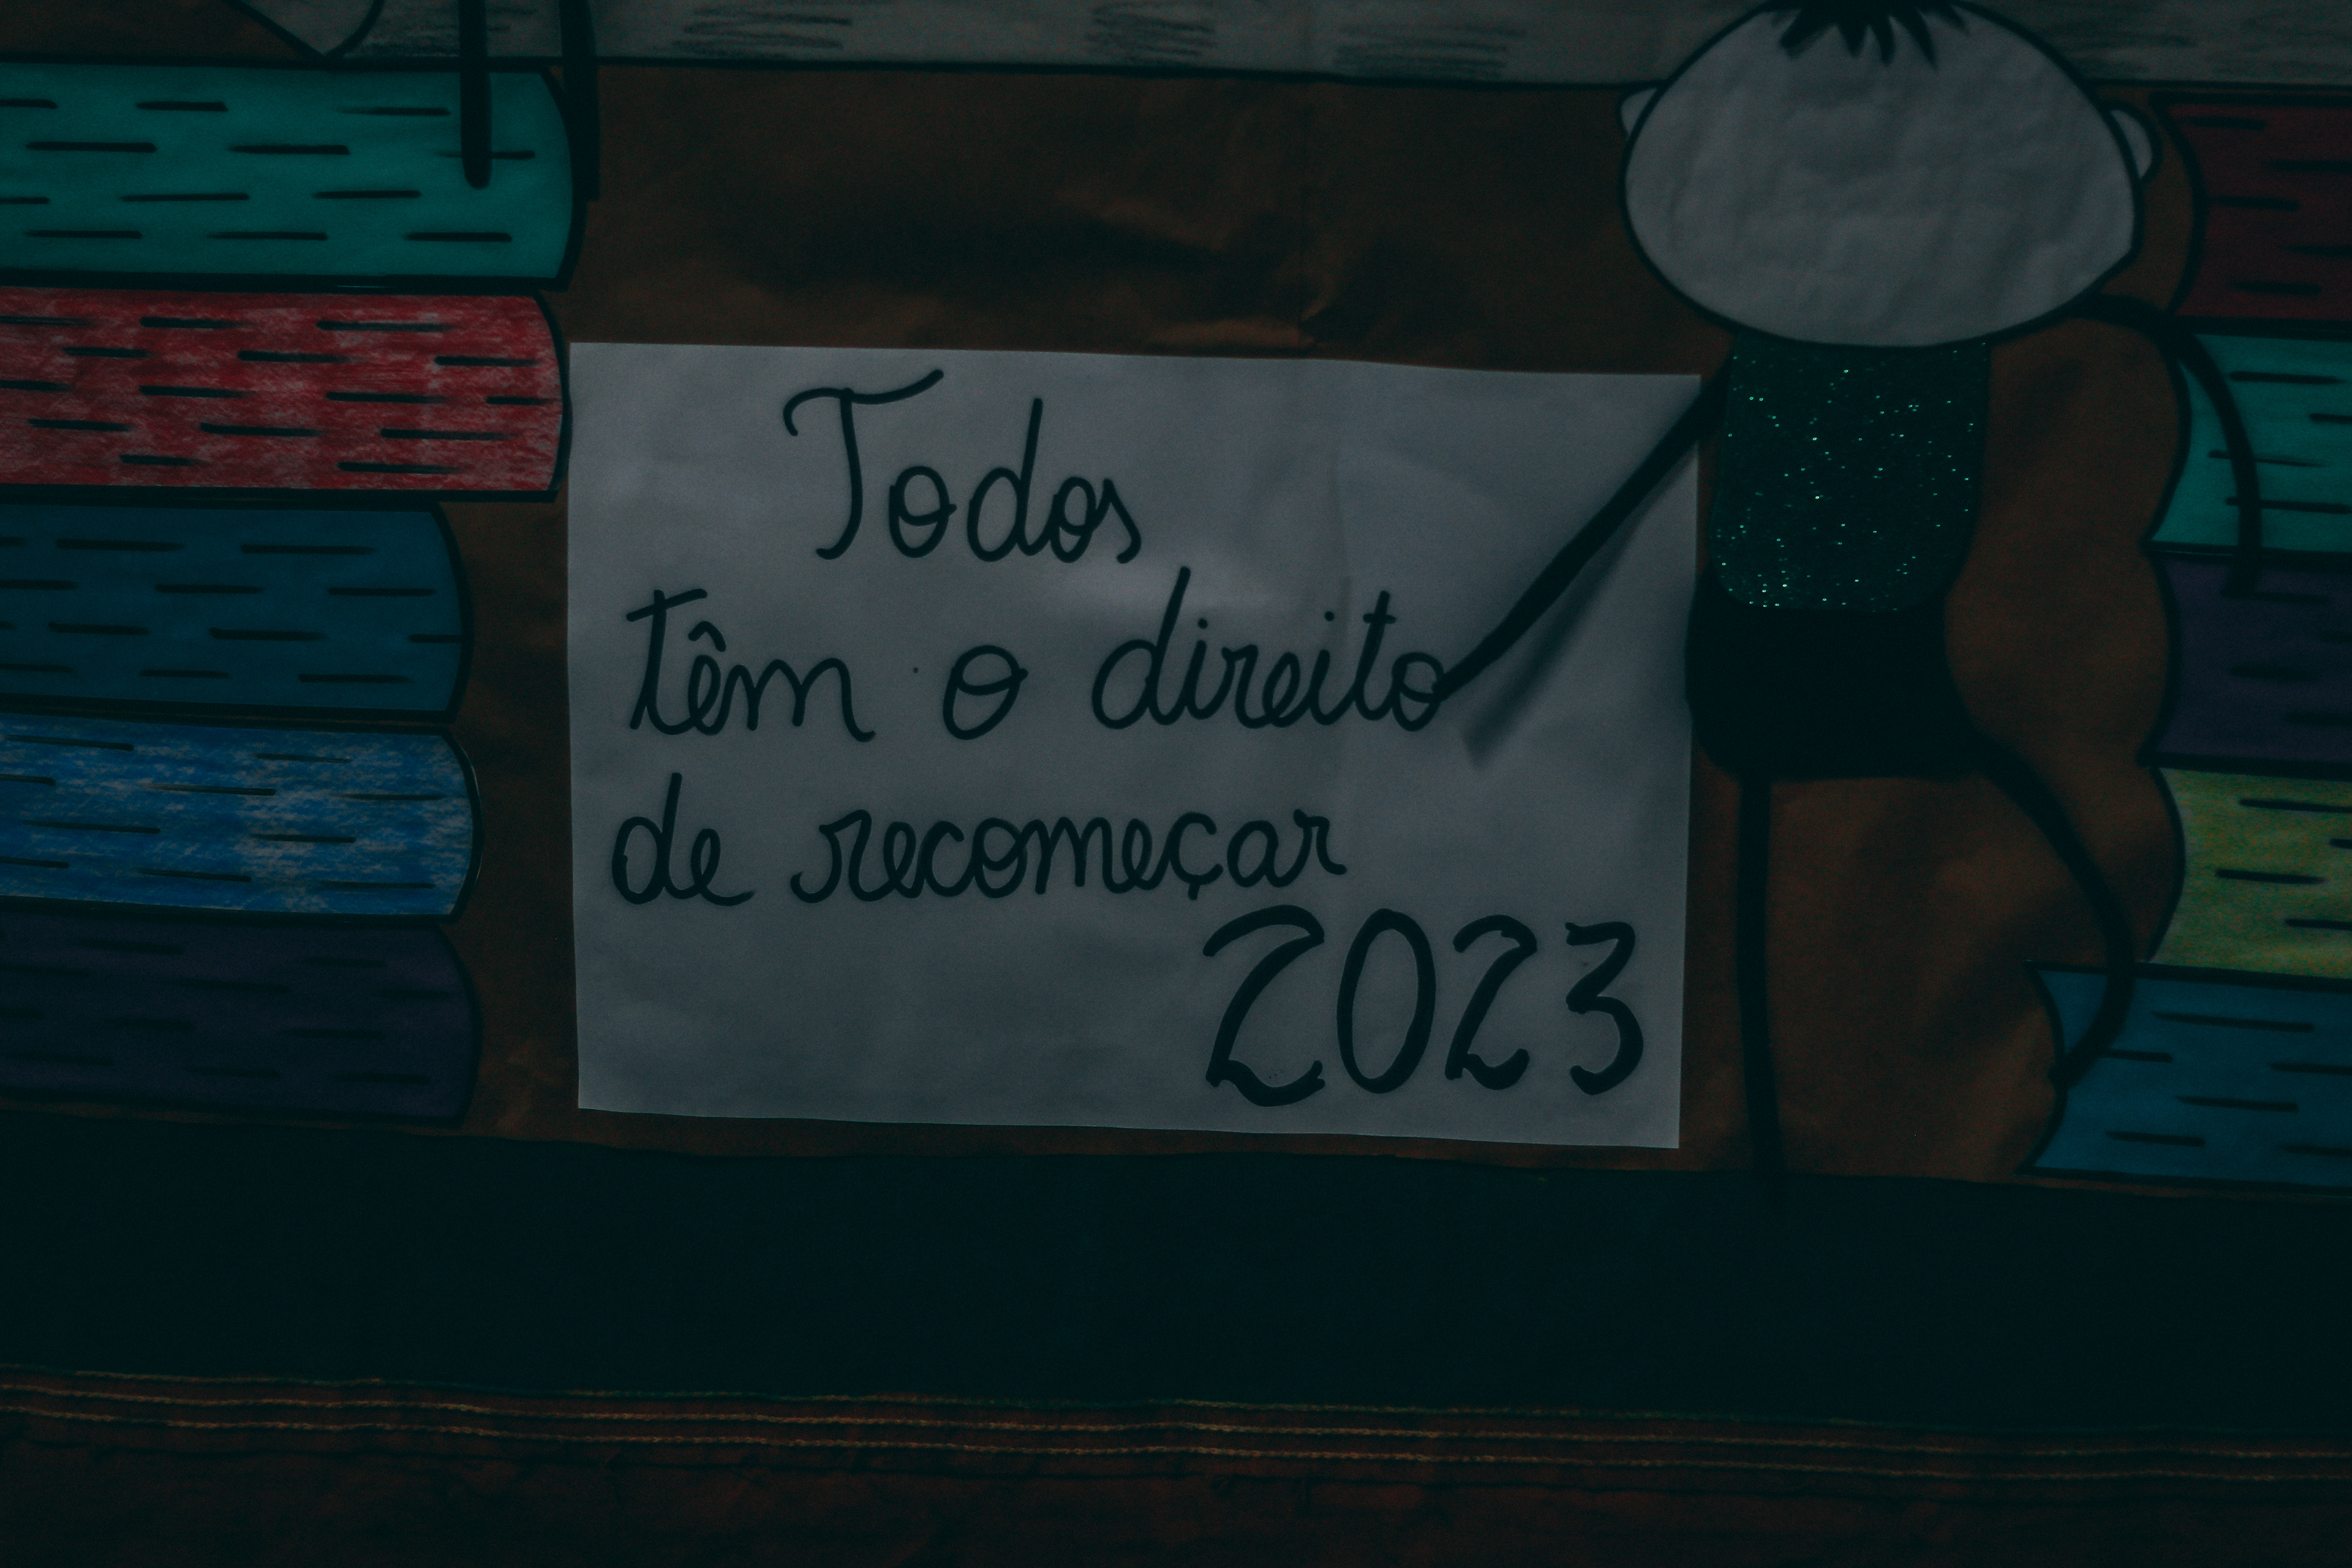 Todos
têm o direito
de recomeçar
2023